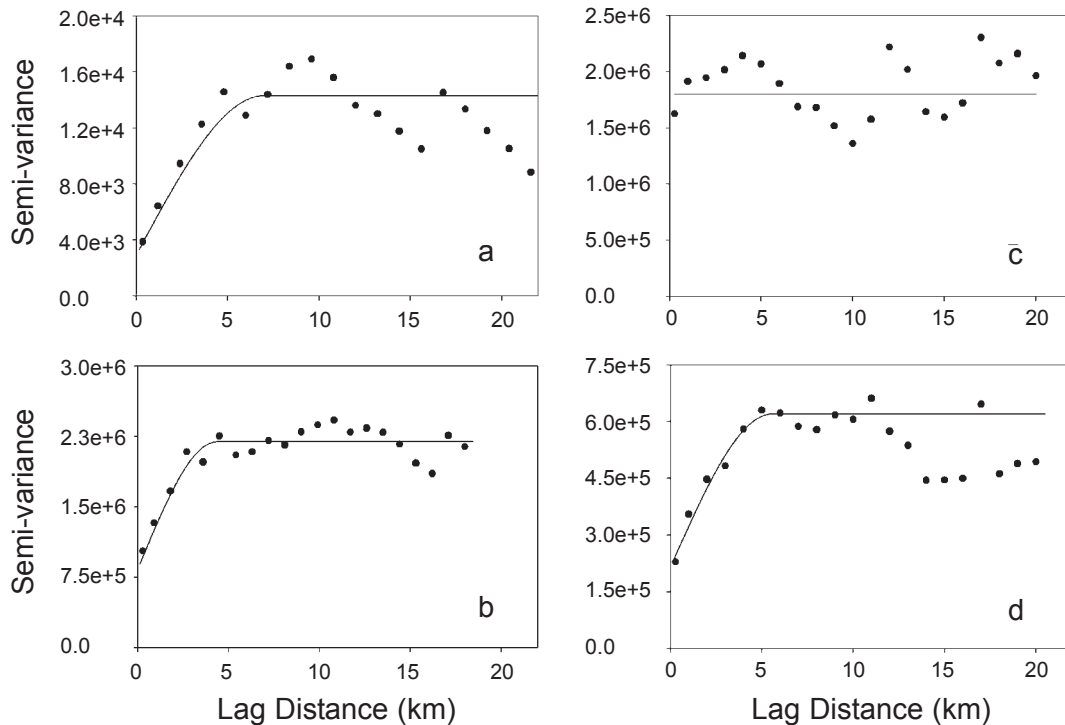 Semi-variance
2.0e+4
1.6e+4
1.2e+4
8.0e+3
4.0e+3
0.0
a
0 5 10 15 20
2.5e+6
2.0e+6
1.5e+6
1.0e+6
5.0e+5
0.0
c
0 5 10 15 20
Semi-variance
3.0e+6
2.3e+6
1.5e+6
7.5e+5
0.0
b
0 5 10 15 20
Lag Distance (km)
7.5e+5
6.0e+5
4.5e+5
3.0e+5
1.5e+5
0.0
d
0 5 10 15 20
Lag Distance (km)